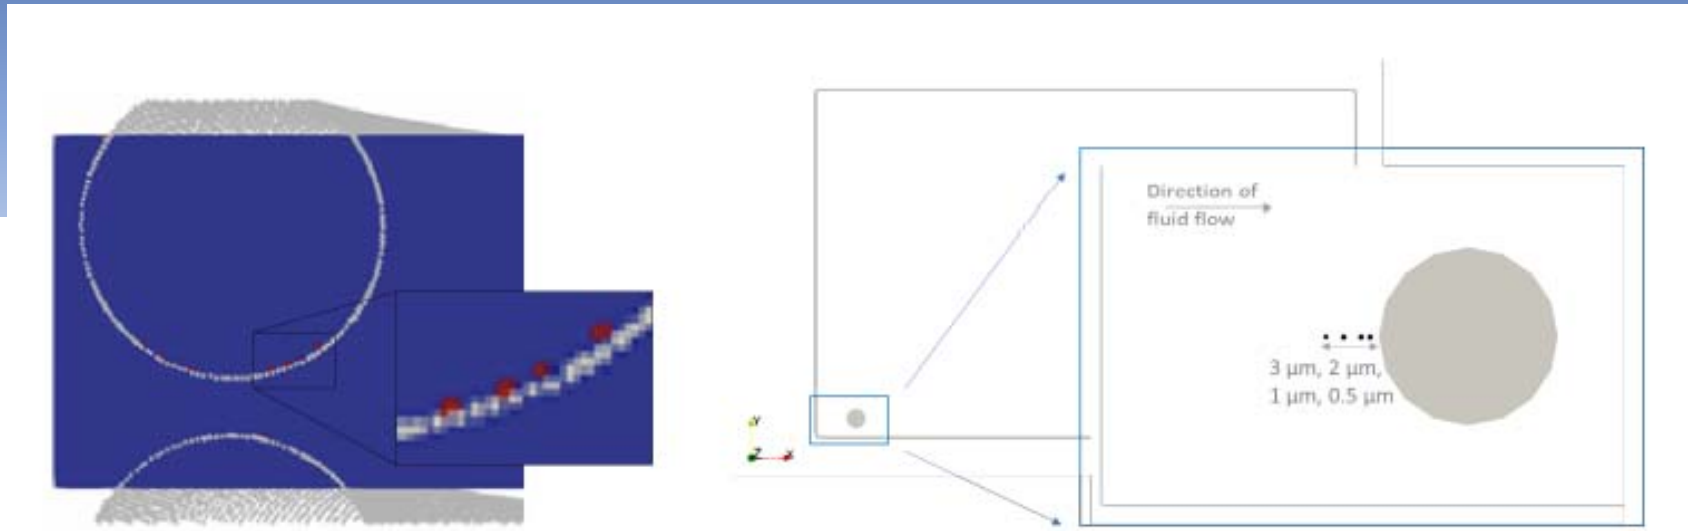 Direction of
fluid flow
3 μm, 2 μm,
1 μm, 0.5 μm
Y
Z
X